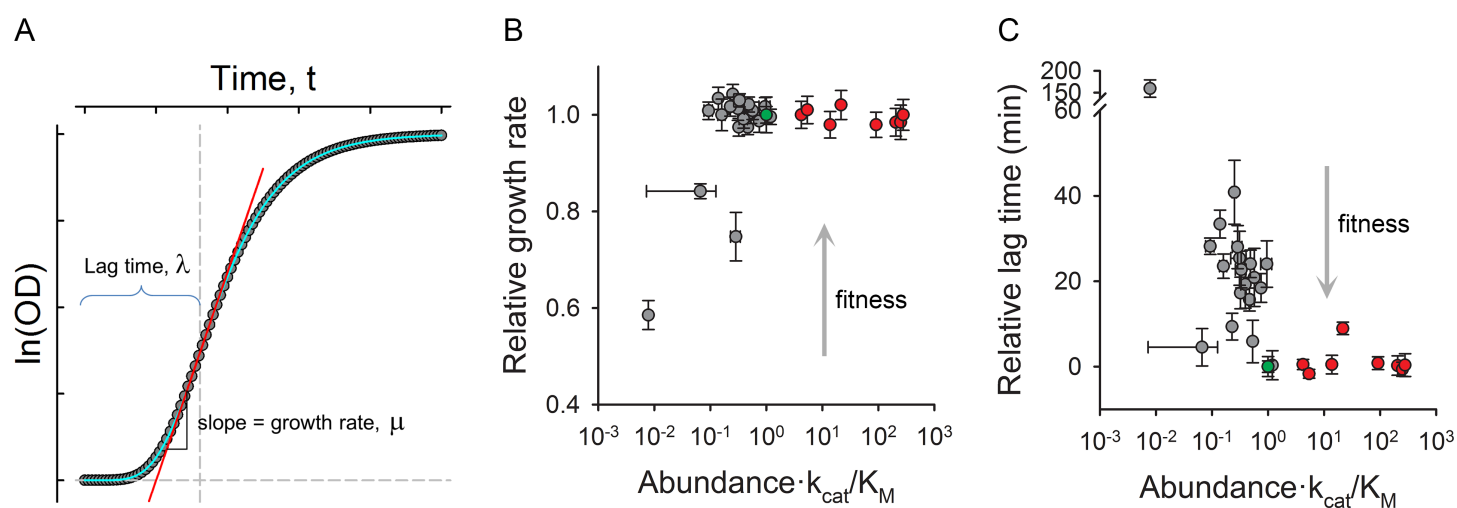 A
Time, t
ln(OD)
Lag time, λ
slope = growth rate, μ
B
Relative growth rate
1.0
0.8
0.6
0.4
fitness
10-3
10-2
10-1
100
101
102
103
Abundance·kcat/KM
C
Relative lag time (min)
200
150
60
40
20
0
fitness
10-3
10-2
10-1
100
101
102
103
Abundance·kcat/KM